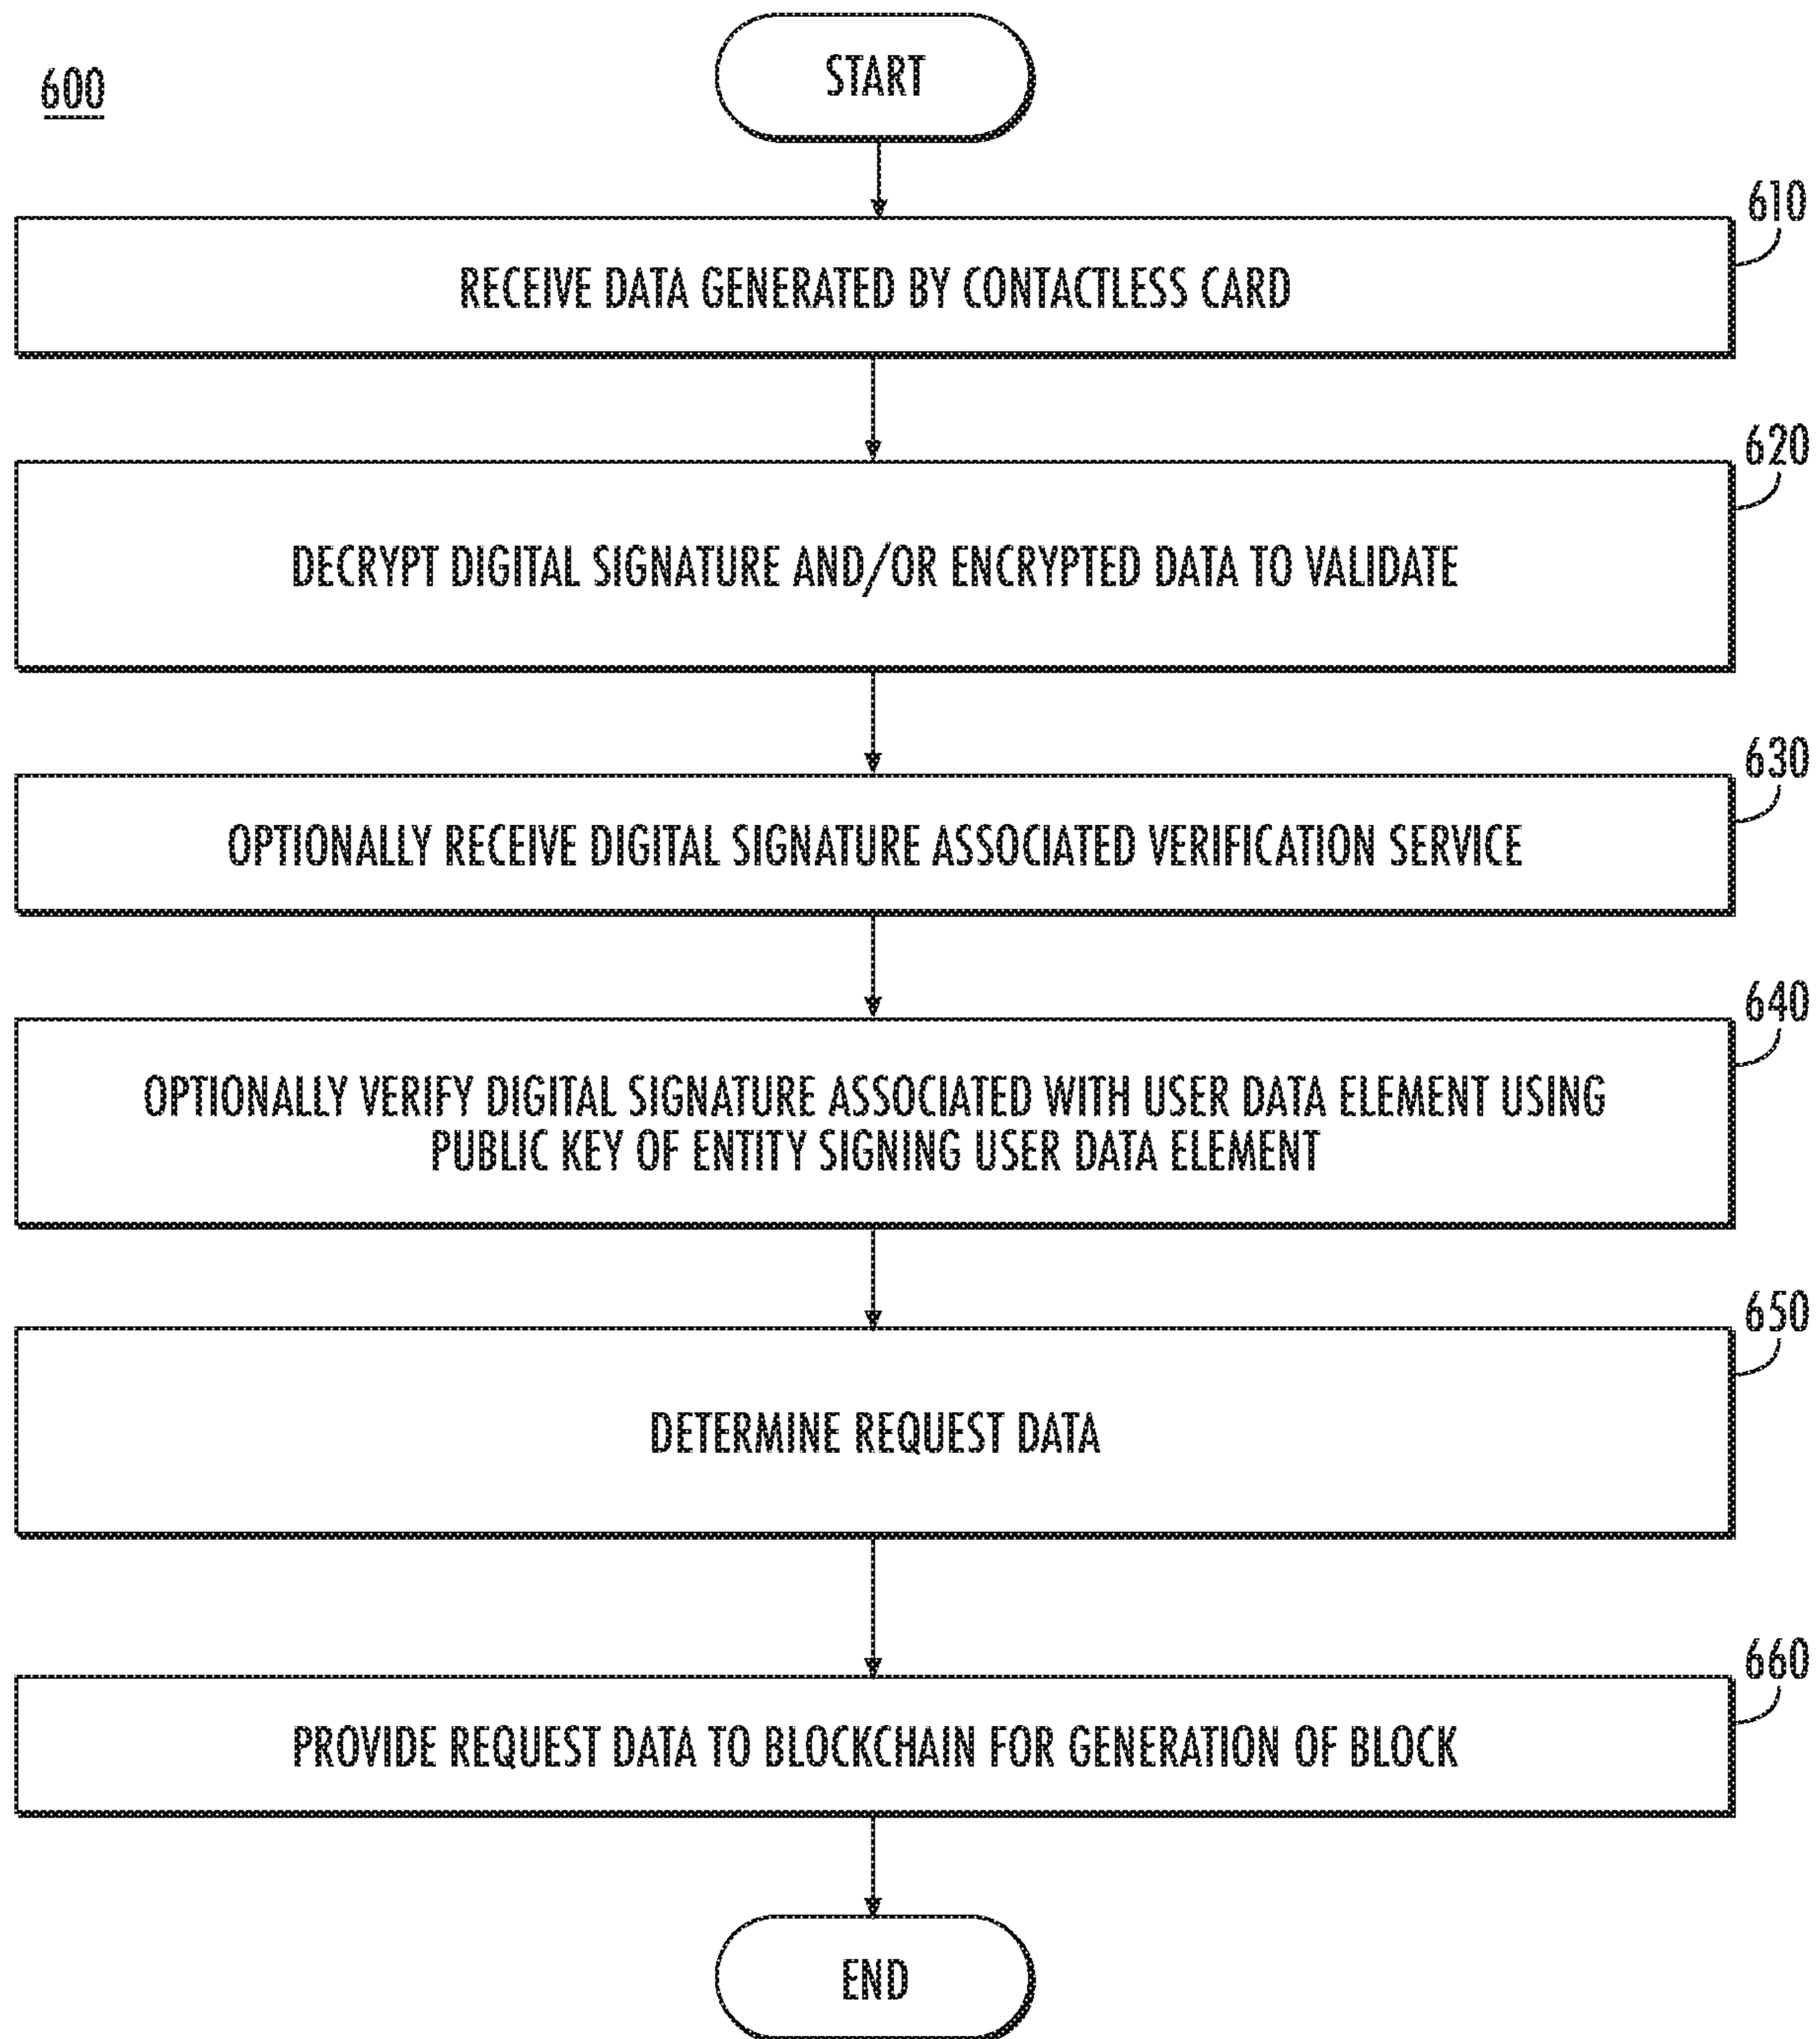 600
START
610
RECEIVE DATA GENERATED BY CONTACTLESS CARD
620
DECRYPT DIGITAL SIGNATURE AND/OR ENCRYPTED DATA TO VALIDATE
630
OPTIONALLY RECEIVE DIGITAL SIGNATURE ASSOCIATED VERIFICATION SERVICE
640
OPTIONALLY VERIFY DIGITAL SIGNATURE ASSOCIATED WITH USER DATA ELEMENT USING
PUBLIC KEY OF ENTITY SIGNING USER DATA ELEMENT
650
DETERMINE REQUEST DATA
660
PROVIDE REQUEST DATA TO BLOCKCHAIN FOR GENERATION OF BLOCK
END